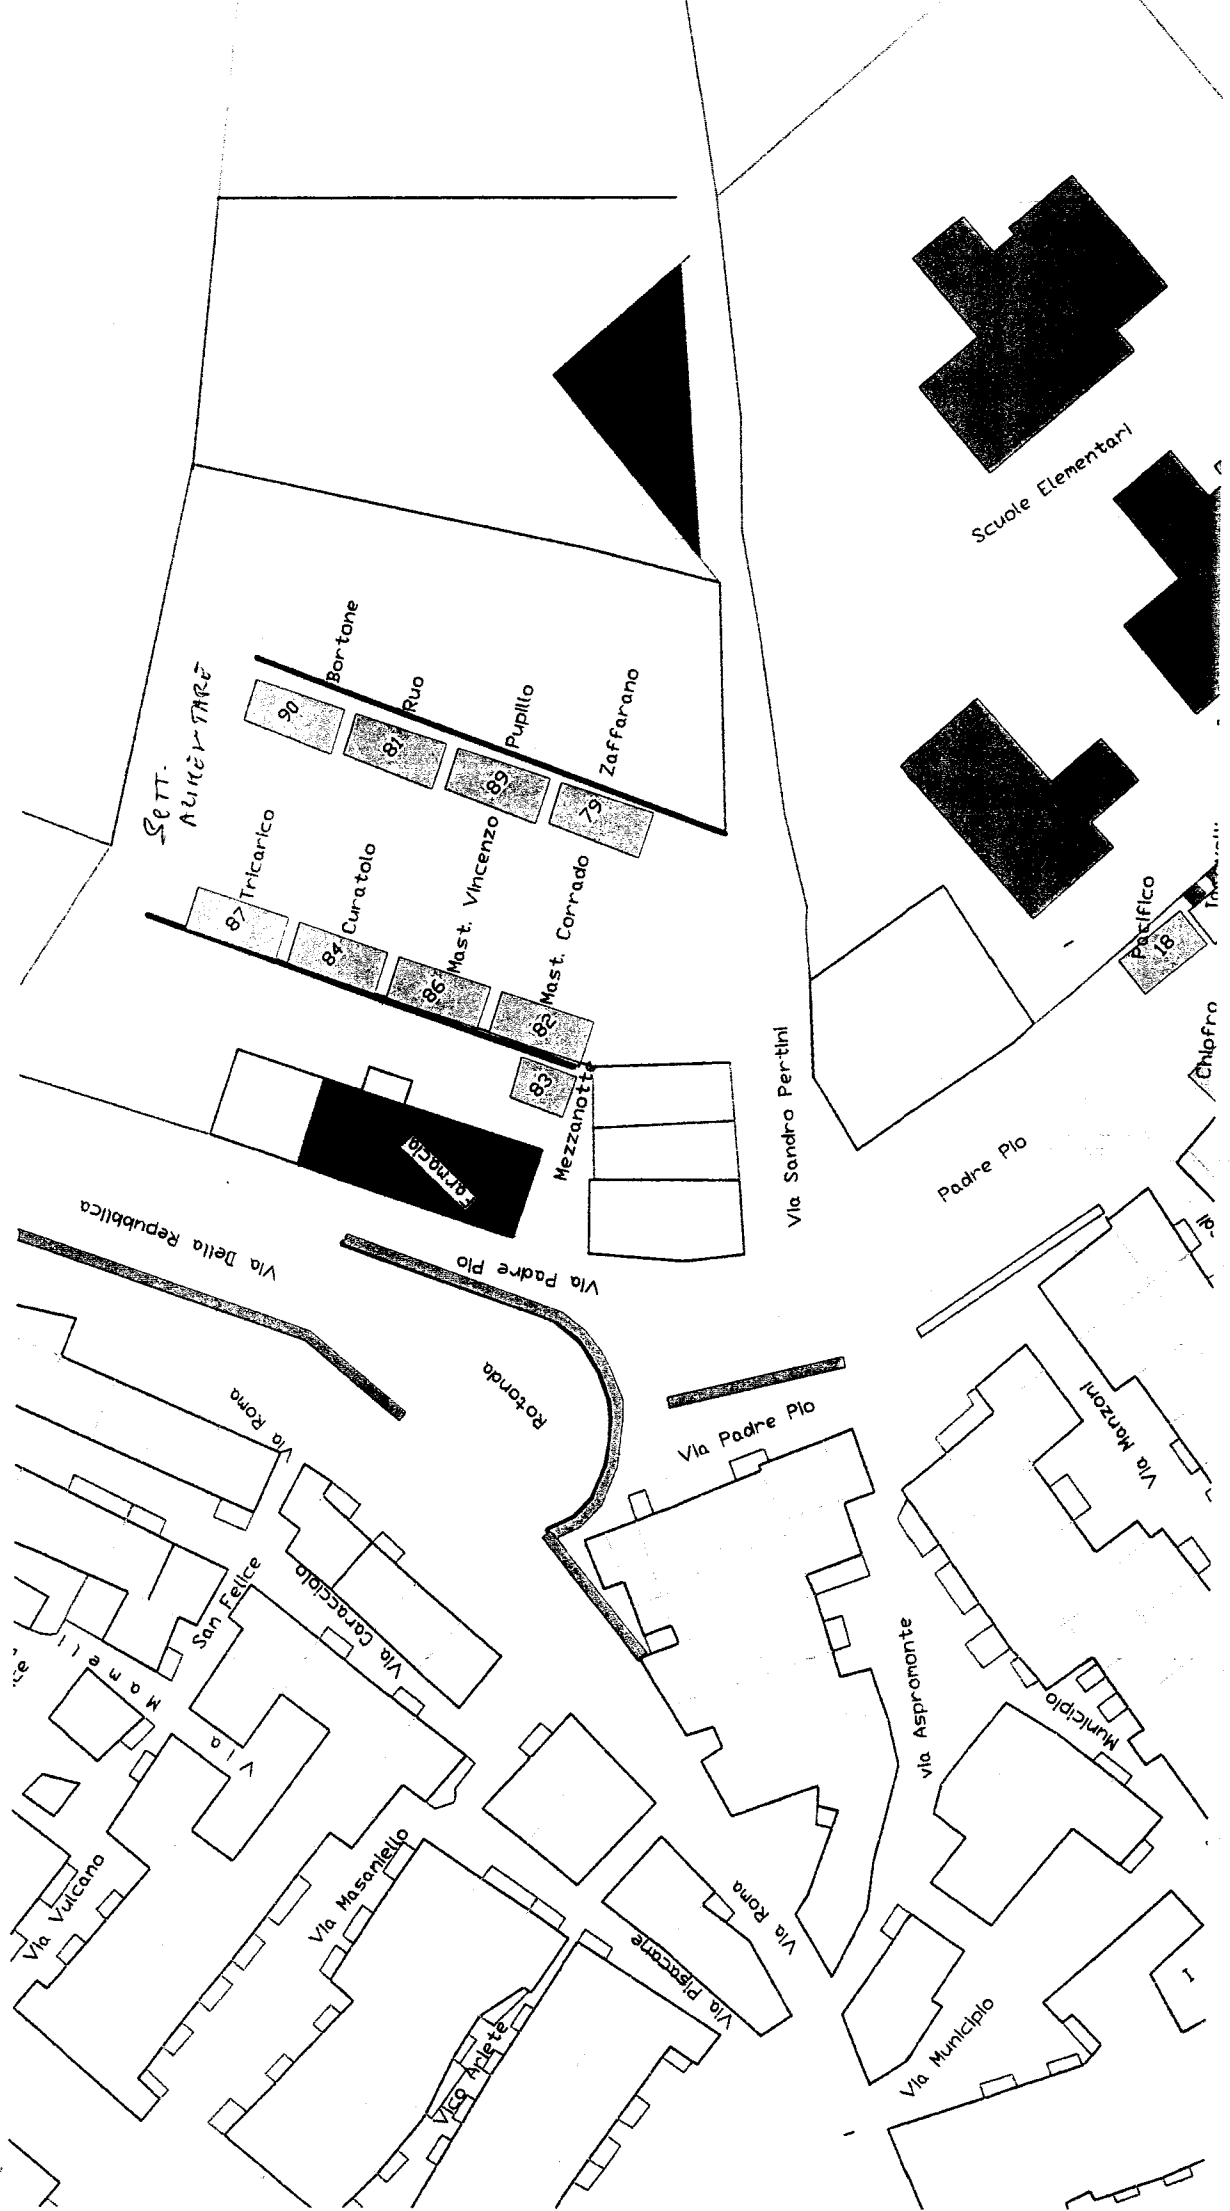 Scuole Elementari
Bortone
Ruo
Pupillo
Zaffarano
90
81
89
79
SETT.
ALIMENTARE
Tricarico
Curatolo
Mast. Vincenzo
Mast. Corrado
87
84
86
82
83
Mezzanotte
Farmacia
Pacifico
18
Chiofro
Via Sandro Pertini
Padre Pio
Via Della Repubblica
Via Padre Pio
Rotonda
Via Roma
Via Padre Pio
Via Manzoni
San Felice
Via Caracciolo
Via Mameli
via Aspromonte
Municipio
Via Vulcano
Via Masaniello
Via Roma
Via Pisacane
Vico Ariete
Via Municipio
I